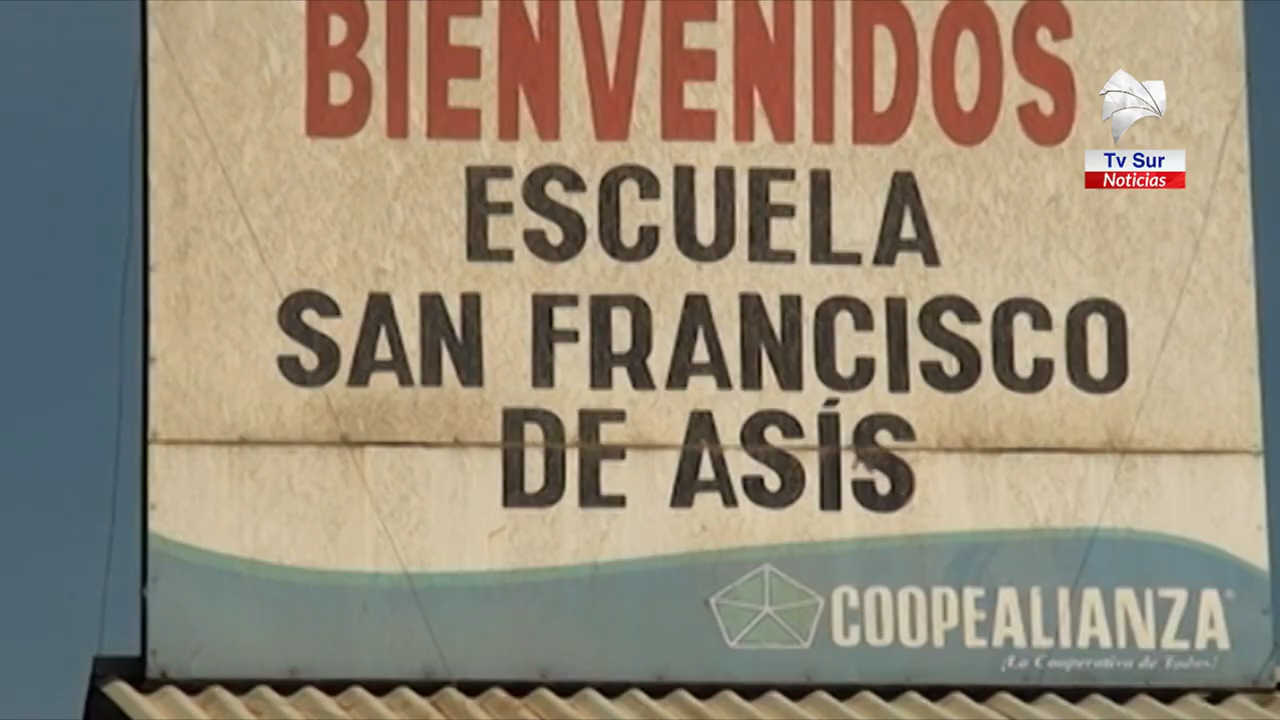 BIENVENIDOS
Tv Sur
Noticias
ESCUELA
SAN FRANCISCO
DE ASÍS
COOPEALIANZA
¡La Cooperativa de Todos!